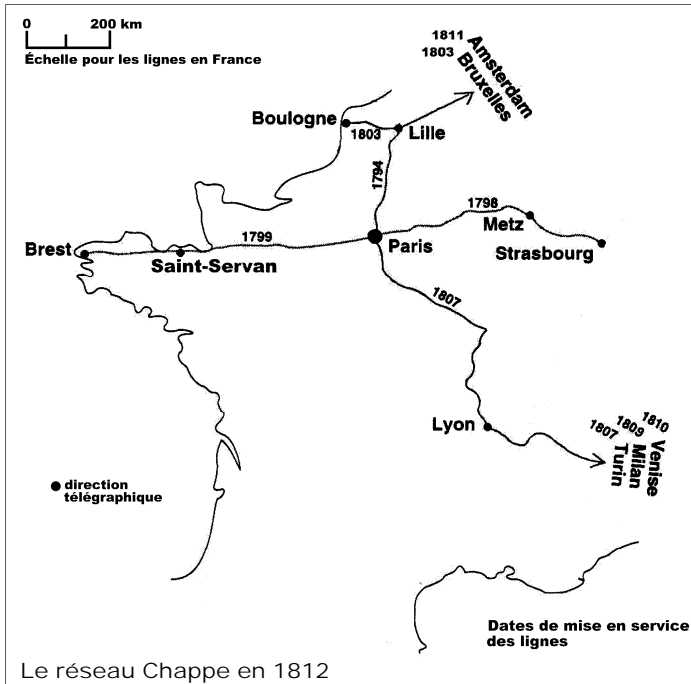 0 200 km
Échelle pour les lignes en France
1811 Amsterdam
1803 Bruxelles
Boulogne
1803
Lille
1794
1798
Metz
Strasbourg
1799
Brest
Saint-Servan
Paris
1807
Lyon
1810 Venise
1809 Milan
1807 Turin
direction
télégraphique
Dates de mise en service
des lignes
Le réseau Chappe en 1812